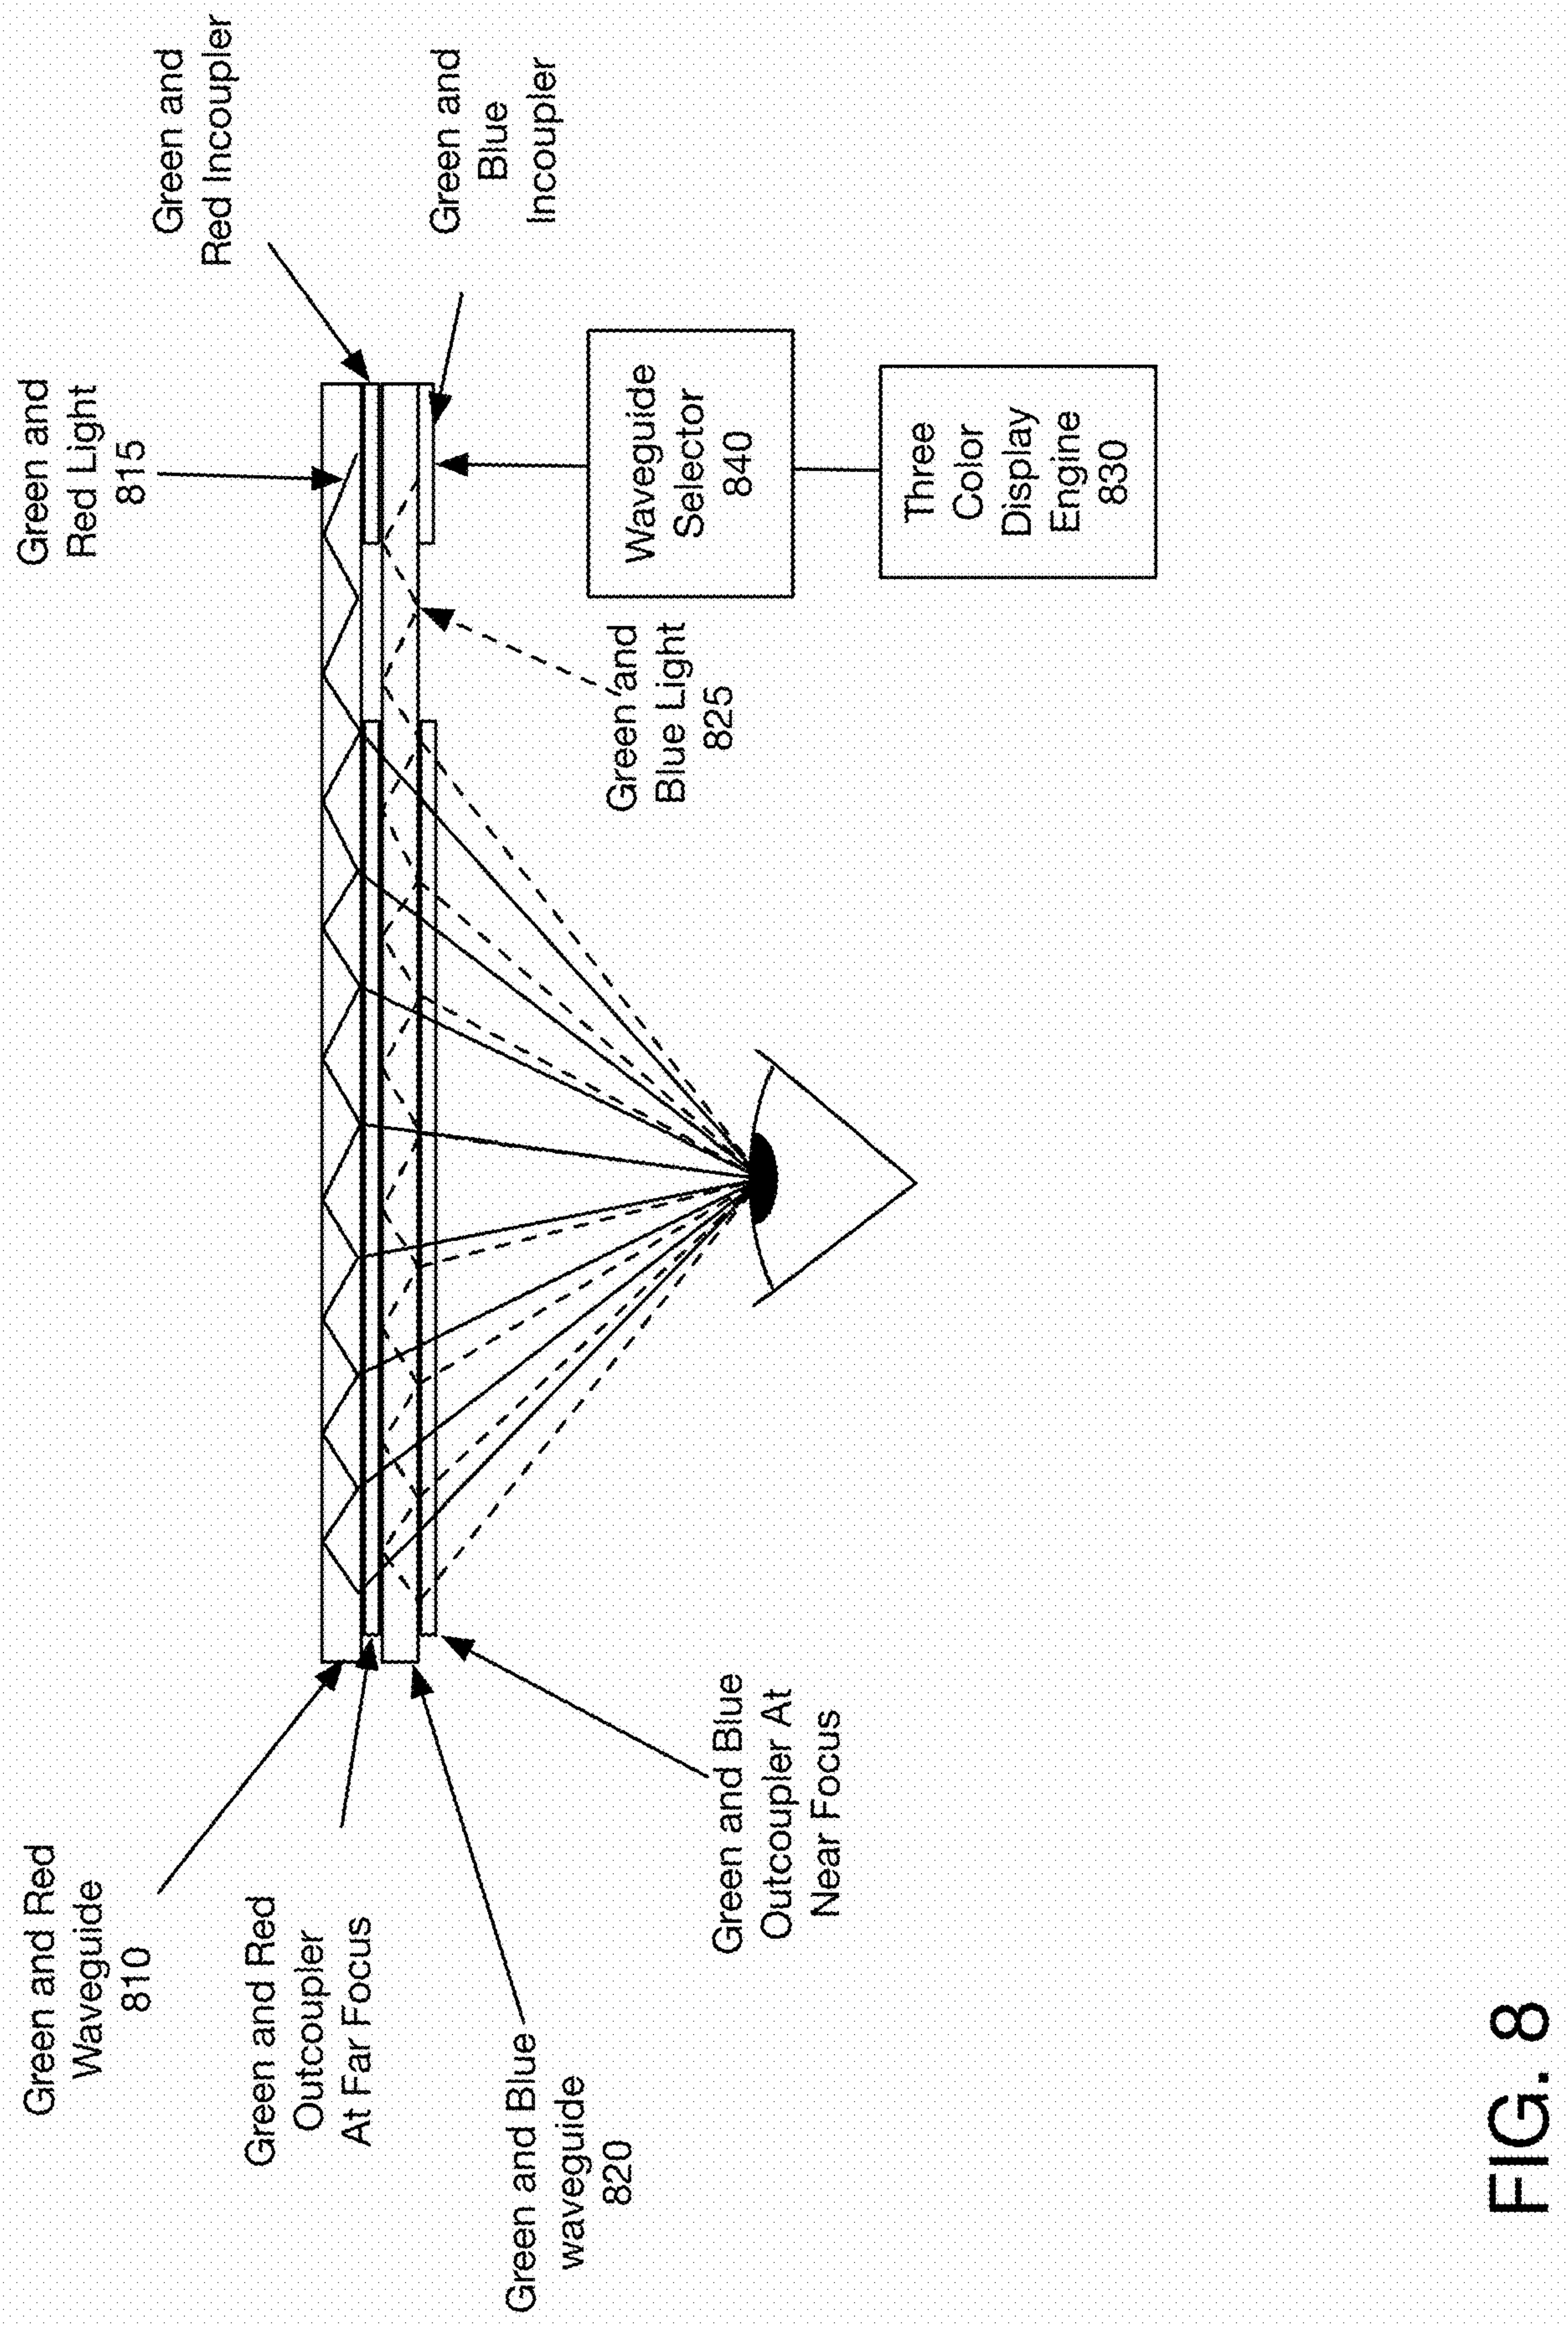 Green and Red
Waveguide
810
Green and Red
Outcoupler
At Far Focus
Green and Blue
waveguide
820
Green and Blue
Outcoupler At
Near Focus
Green and
Red Light
815
Green and
Red Incoupler
Green and
Blue
Incoupler
Green and
Blue Light
825
Waveguide
Selector
840
Three
Color
Display
Engine
830
FIG. 8